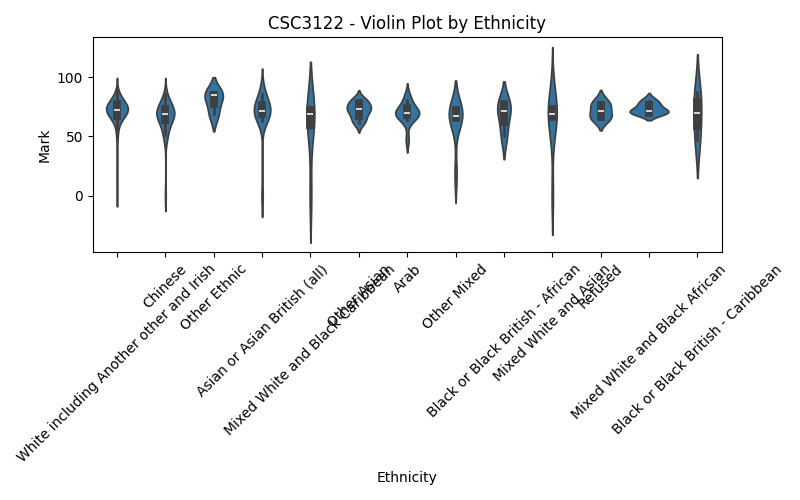 CSC3122 - Violin Plot by Ethnicity
Mark
100
50
0
White including Another other and Irish
Chinese
Other Ethnic
Asian or Asian British (all)
Mixed White and Black Caribbean
Other Asian
Arab
Other Mixed
Black or Black British - African
Mixed White and Asian
Refused
Mixed White and Black African
Black or Black British - Caribbean
Ethnicity